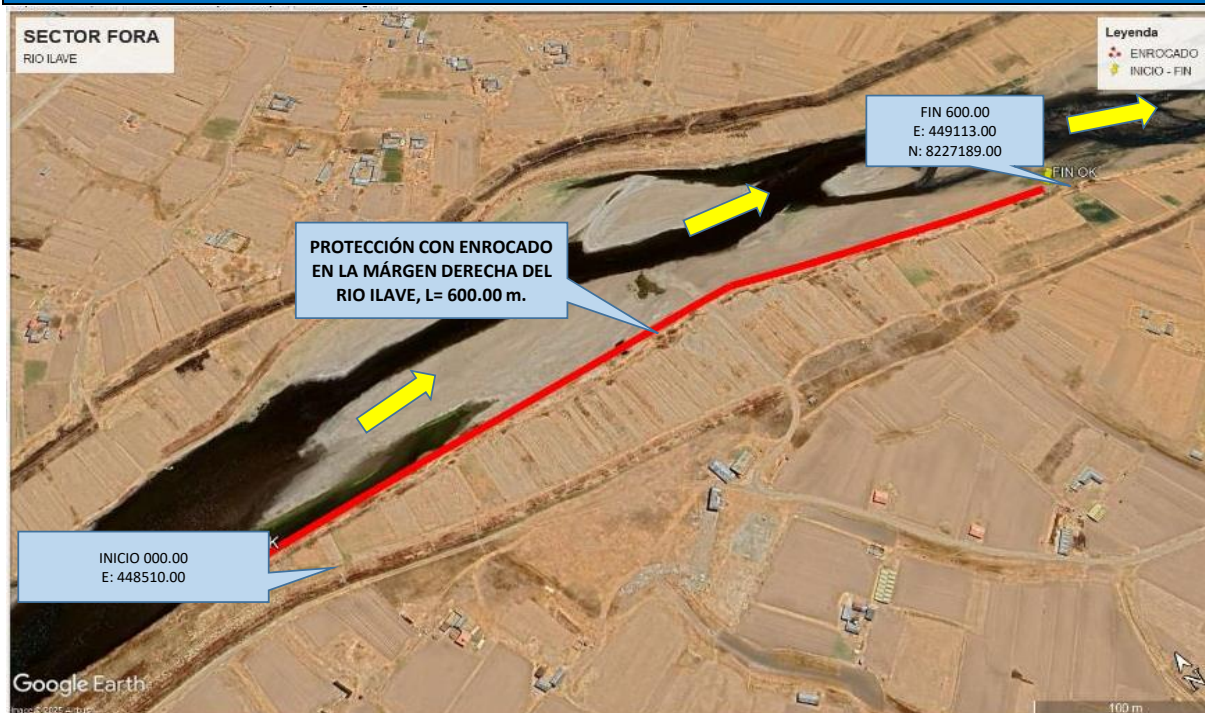 SECTOR FORA
RIO ILAVE
Leyenda
ENROCADO
INICIO - FIN
FIN 600.00
E: 449113.00
N: 8227189.00
FIN OK
PROTECCIÓN CON ENROCADO
EN LA MÁRGEN DERECHA DEL
RIO ILAVE, L= 600.00 m.
K
INICIO 000.00
E: 448510.00
Google Earth
N
100 m